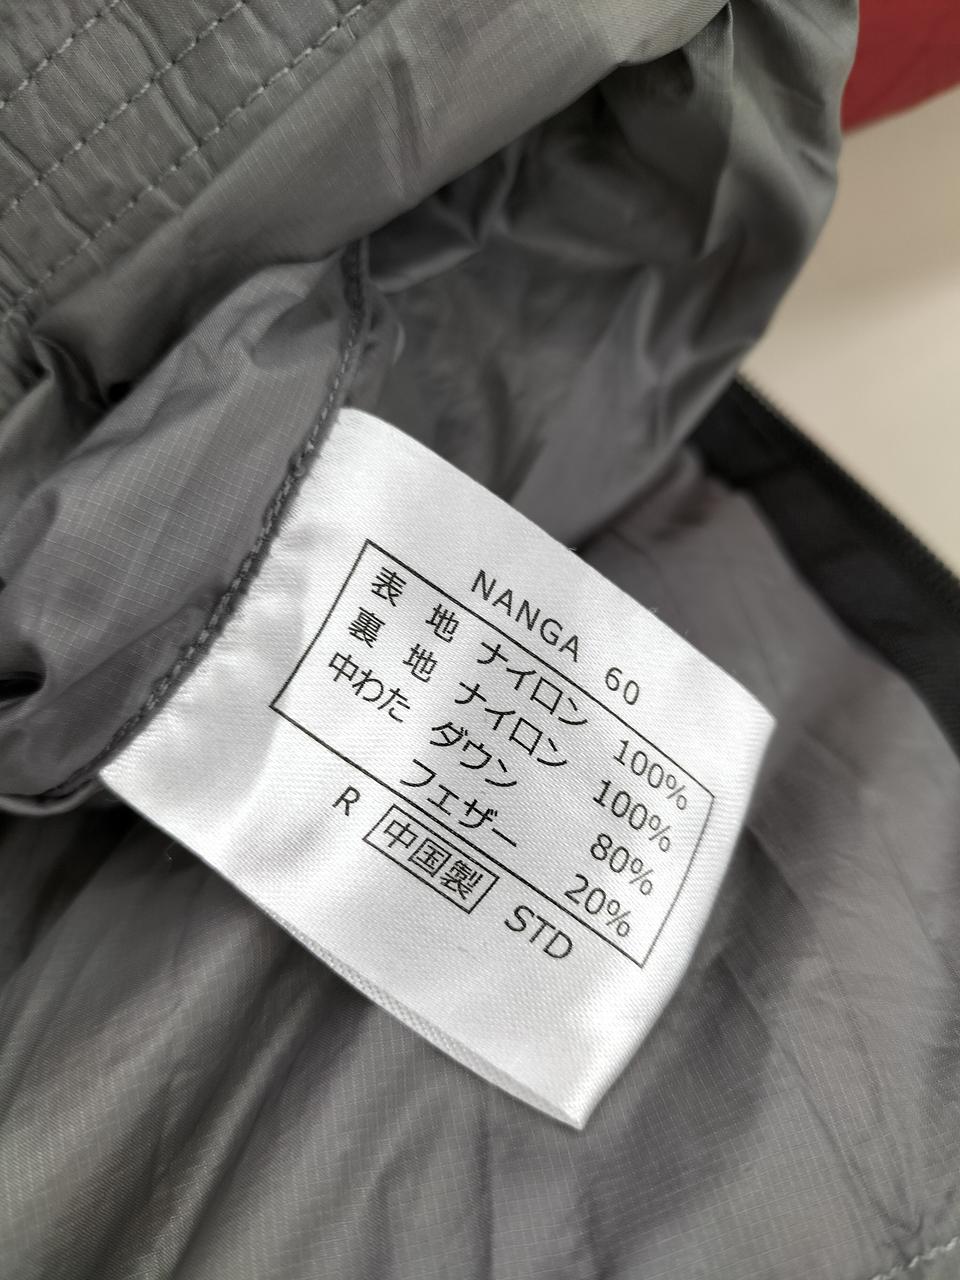 NANGA 60
表 地 ナイロン 100%
裏 地 ナイロン 100%
中わた ダウン 80%
フェザー 20%
R 中国製 STD